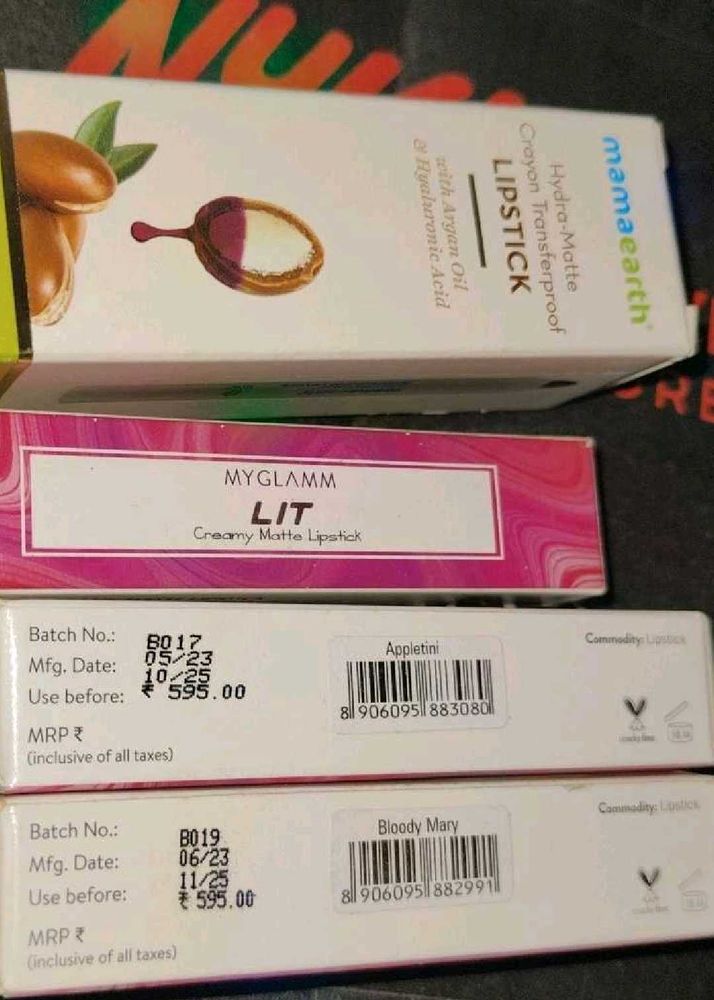 mamaearth
Hydra-Matte
Crayon Transferproof
LIPSTICK
with Argan Oil
& Hyaluronic Acid
MYGLAMM
LIT
Creamy Matte Lipstick
Batch No.: B017
Mfg. Date: 05/23
Use before: 10/25
₹ 595.00
MRP ₹
(inclusive of all taxes)
Appletini
8 906095 883080
Commodity: Lipstick
Batch No.: B019
Mfg. Date: 06/23
Use before: 11/25
₹ 595.00
MRP ₹
(inclusive of all taxes)
Bloody Mary
8 906095 882991
Commodity: Lipstick